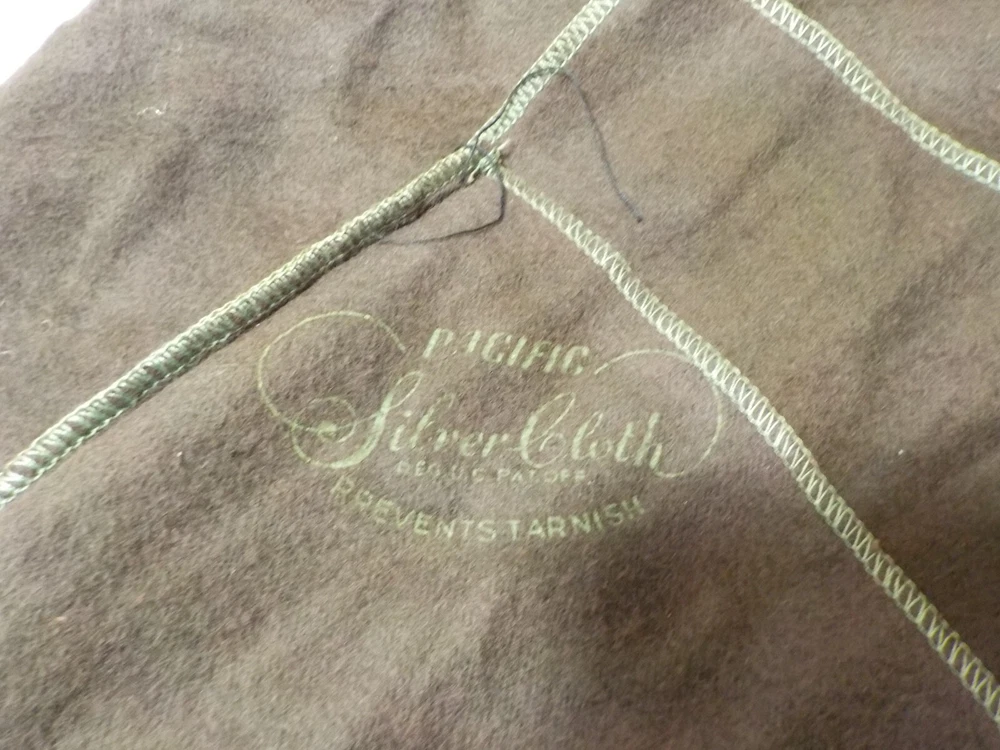 PACIFIC
Silver Cloth
REG. U.S. PAT. OFF.
PREVENTS TARNISH